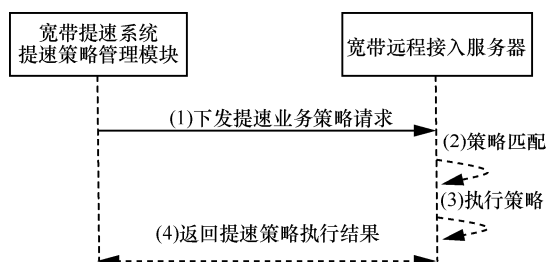 宽带提速系统
提速策略管理模块
宽带远程接入服务器
(1)下发提速业务策略请求
(2)策略匹配
(3)执行策略
(4)返回提速策略执行结果